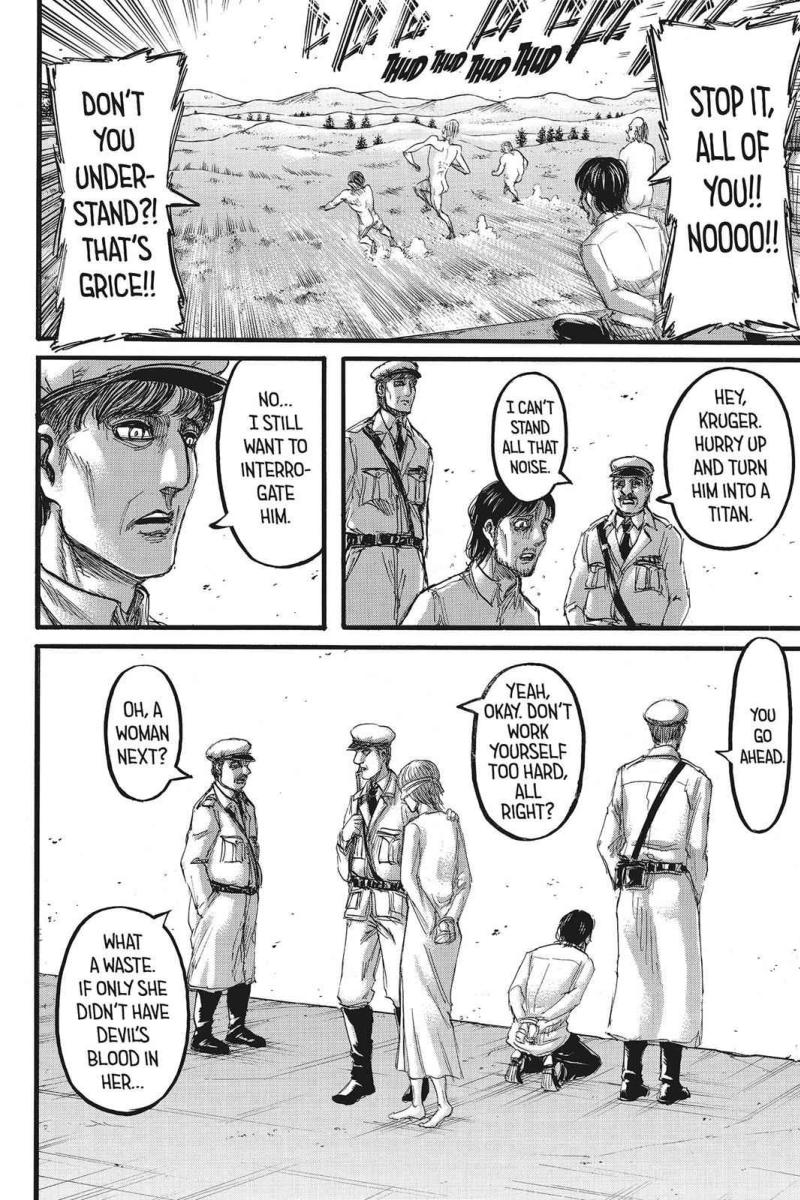 STOP IT,
ALL OF
YOU!!
NOOOO!!
THUD THUD THUD THUD
DON'T
YOU
UNDER-
STAND?!
THAT'S
GRICE!!
HEY,
KRUGER.
HURRY UP
AND TURN
HIM INTO A
TITAN.
I CAN'T
STAND
ALL THAT
NOISE.
NO...
I STILL
WANT TO
INTERRO-
GATE
HIM.
YOU
GO
AHEAD.
YEAH,
OKAY. DON'T
WORK
YOURSELF
TOO HARD,
ALL
RIGHT?
OH, A
WOMAN
NEXT?
WHAT
A WASTE.
IF ONLY SHE
DIDN'T HAVE
DEVIL'S
BLOOD IN
HER...